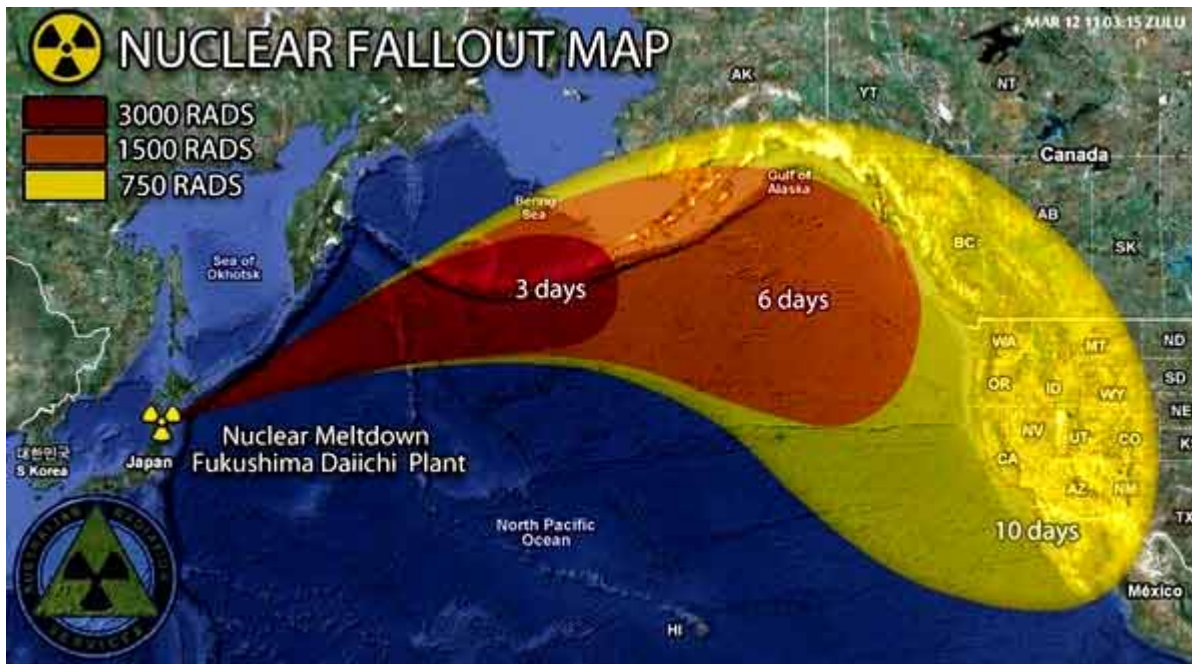 MAR 12 11 03:15 ZULU
NUCLEAR FALLOUT MAP
3000 RADS
1500 RADS
750 RADS
AK
YT
NT
Canada
Gulf of
Alaska
Bering
Sea
AB
SK
BC
Sea of
Okhotsk
3 days
6 days
WA
MT
ND
OR
ID
WY
SD
NE
NV
UT
CO
K
CA
AZ
NM
TX
Nuclear Meltdown
Fukushima Daiichi Plant
대한민국
S Korea
Japan
10 days
North Pacific
Ocean
México
HI
AUSTRALIAN RADIATION
SERVICES